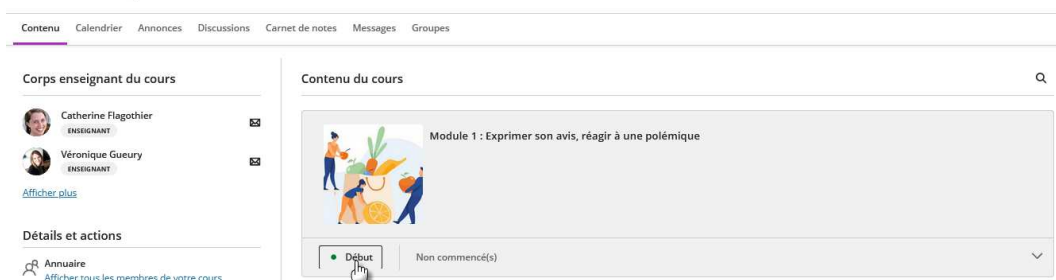 Contenu Calendrier Annonces Discussions Carnet de notes Messages Groupes
Corps enseignant du cours
Catherine Flagothier
ENSEIGNANT
Véronique Gueury
ENSEIGNANT
Afficher plus
Détails et actions
Annuaire
Afficher tous les membres de votre cours
Contenu du cours
Module 1 : Exprimer son avis, réagir à une polémique
Début Non commencé(s)